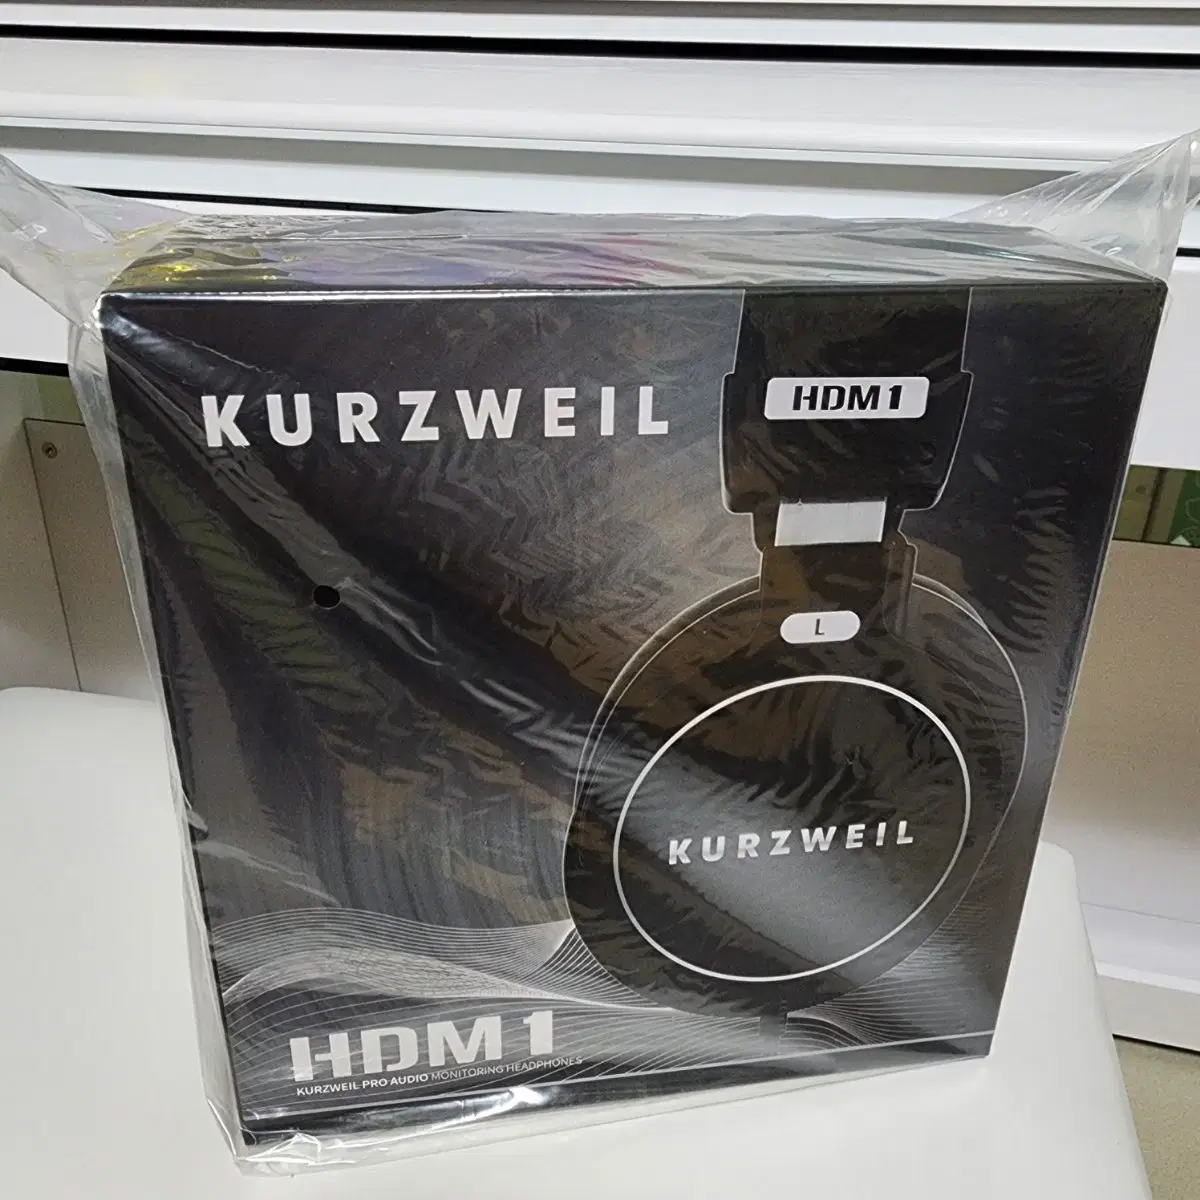 KURZWEIL
HDM1
L
KURZWEIL
HDM1
KURZWEIL PRO AUDIO MONITORING HEADPHONES